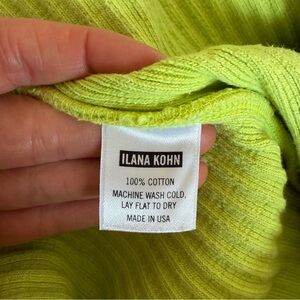 ILANA KOHN
100% COTTON
MACHINE WASH COLD,
LAY FLAT TO DRY
MADE IN USA